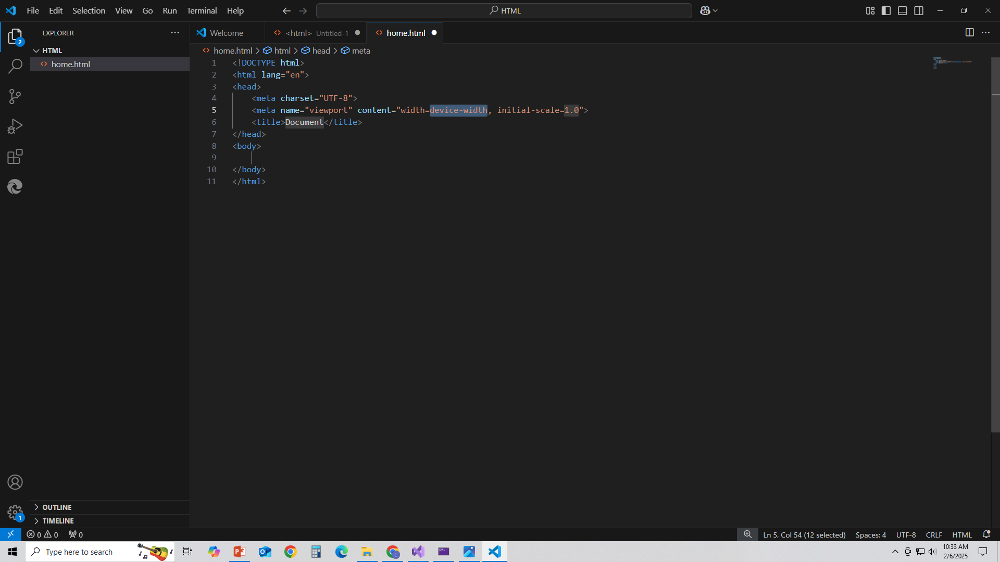 File Edit Selection View Go Run Terminal Help
HTML
EXPLORER
2
HTML
home.html
Welcome
<html> Untitled-1
home.html
home.html > html > head > meta
1 <!DOCTYPE html>
2 <html lang="en">
3 <head>
4 <meta charset="UTF-8">
5 <meta name="viewport" content="width=device-width, initial-scale=1.0">
6 <title>Document</title>
7 </head>
8 <body>
9
10 </body>
11 </html>
OUTLINE
1
TIMELINE
0 0 0
Ln 5, Col 54 (12 selected) Spaces: 4 UTF-8 CRLF HTML
Type here to search
10:33 AM
2/6/2025